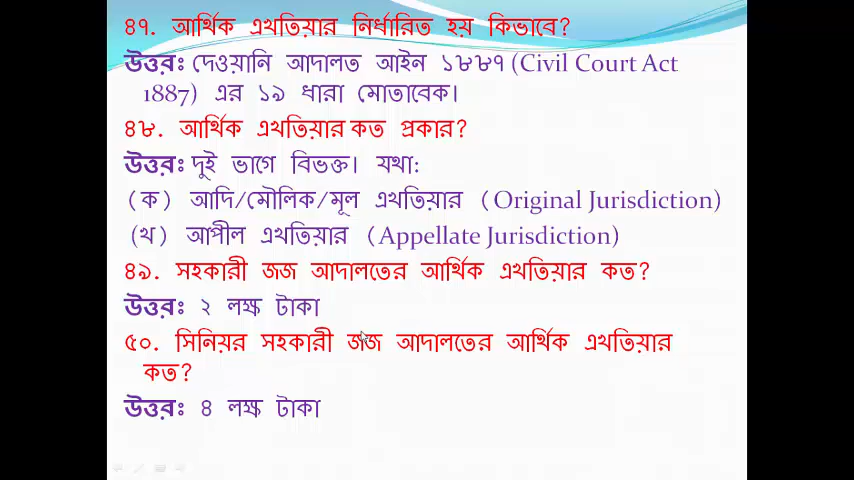 ৪৭. আর্থিক এখতিয়ার নির্ধারিত হয় কিভাবে?
উত্তরঃ দেওয়ানি আদালত আইন ১৮৮৭ (Civil Court Act
1887) এর ১৯ ধারা মোতাবেক।
৪৮. আর্থিক এখতিয়ার কত প্রকার?
উত্তরঃ দুই ভাগে বিভক্ত। যথা:
(ক) আদি/মৌলিক/মূল এখতিয়ার (Original Jurisdiction)
(খ) আপীল এখতিয়ার (Appellate Jurisdiction)
৪৯. সহকারী জজ আদালতের আর্থিক এখতিয়ার কত?
উত্তরঃ ২ লক্ষ টাকা
৫০. সিনিয়র সহকারী জজ আদালতের আর্থিক এখতিয়ার
কত?
উত্তরঃ ৪ লক্ষ টাকা